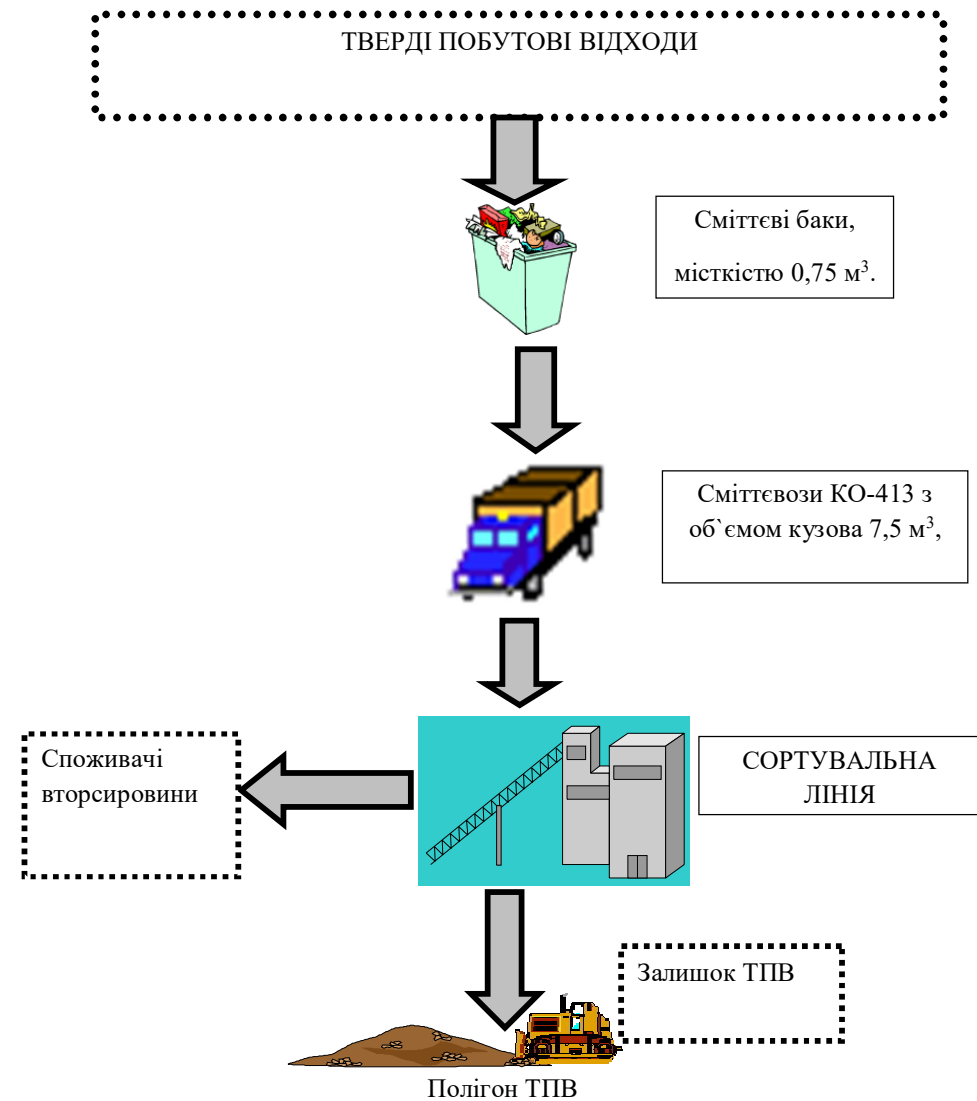 ТВЕРДІ ПОБУТОВІ ВІДХОДИ
Сміттєві баки,
місткістю 0,75 м³.
Сміттєвози КО-413 з
об`ємом кузова 7,5 м³,
Споживачі
вторсировини
СОРТУВАЛЬНА
ЛІНІЯ
Залишок ТПВ
Полігон ТПВ